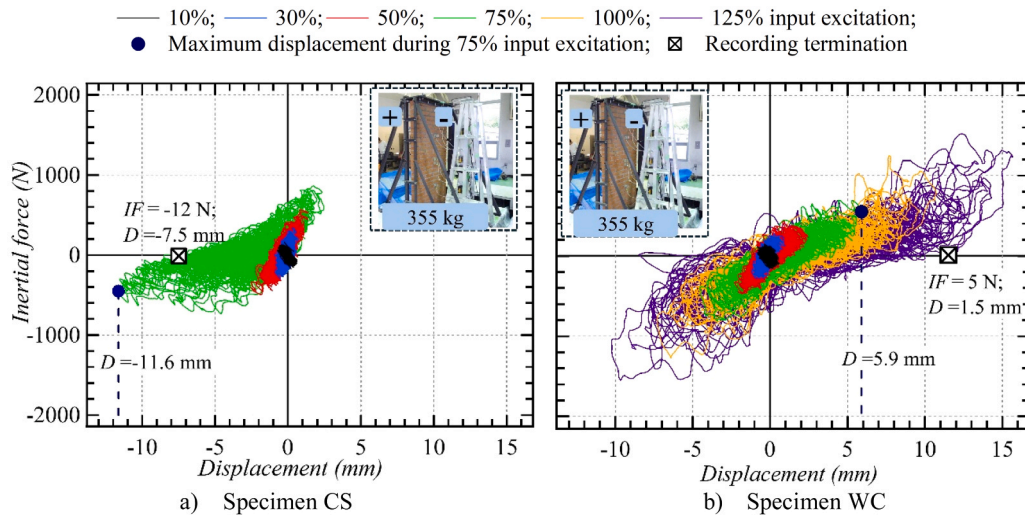 10%; 30%; 50%; 75%; 100%; 125% input excitation;
Maximum displacement during 75% input excitation; Recording termination
2000
1000
0
-1000
-2000
Inertial force (N)
+ -
355 kg
IF = -12 N;
D =-7.5 mm
D =-11.6 mm
-10 -5 0 5 10 15
Displacement (mm)
a) Specimen CS
+ -
355 kg
IF = 5 N;
D = 1.5 mm
D = 5.9 mm
-10 -5 0 5 10 15
Displacement (mm)
b) Specimen WC